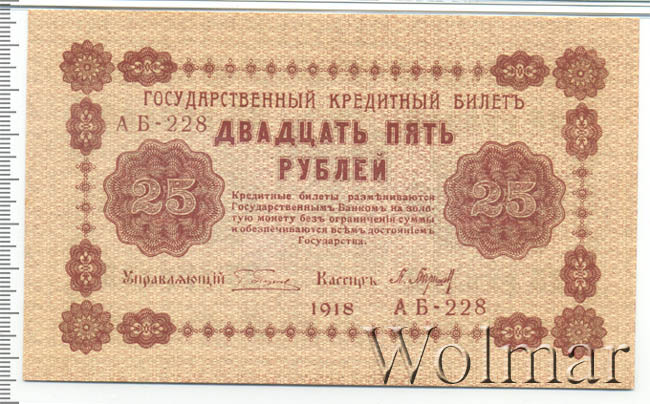 ГОСУДАРСТВЕННЫЙ КРЕДИТНЫЙ БИЛЕТЪ
АБ-228
ДВАДЦАТЬ ПЯТЬ
РУБЛЕЙ
25
25
Кредитные билеты размѣниваются
Государственнымъ Банкомъ на золо-
тую монету безъ ограниченія суммы
и обезпечиваются всѣмъ достояніемъ
Государства.
Управляющій
Кассиръ
1918 АБ-228
Wolmar